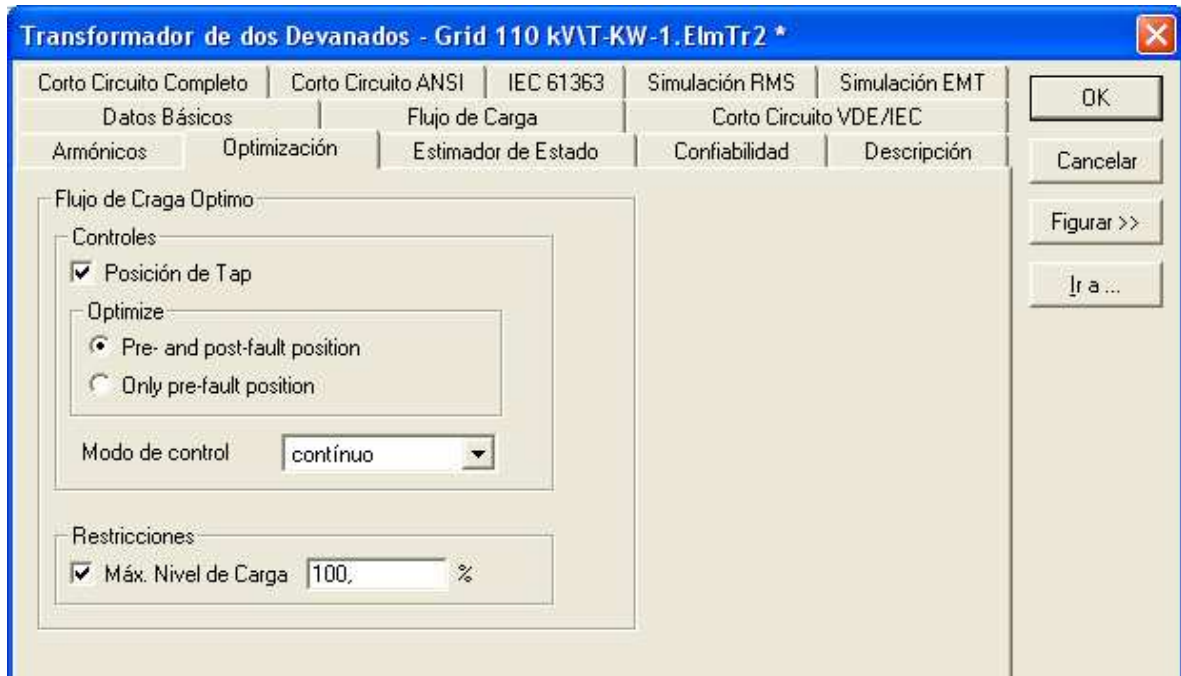 Transformador de dos Devanados - Grid 110 kV\T-KW-1.ElmTr2 *
Corto Circuito Completo Corto Circuito ANSI IEC 61363 Simulación RMS Simulación EMT
Datos Básicos Flujo de Carga Corto Circuito VDE/IEC
Armónicos Optimización Estimador de Estado Confiabilidad Descripción
OK
Cancelar
Figurar >>
Ir a ...
Flujo de Craga Optimo
Controles
Posición de Tap
Optimize
Pre- and post-fault position
Only pre-fault position
Modo de control contínuo
Restricciones
Máx. Nivel de Carga 100, %